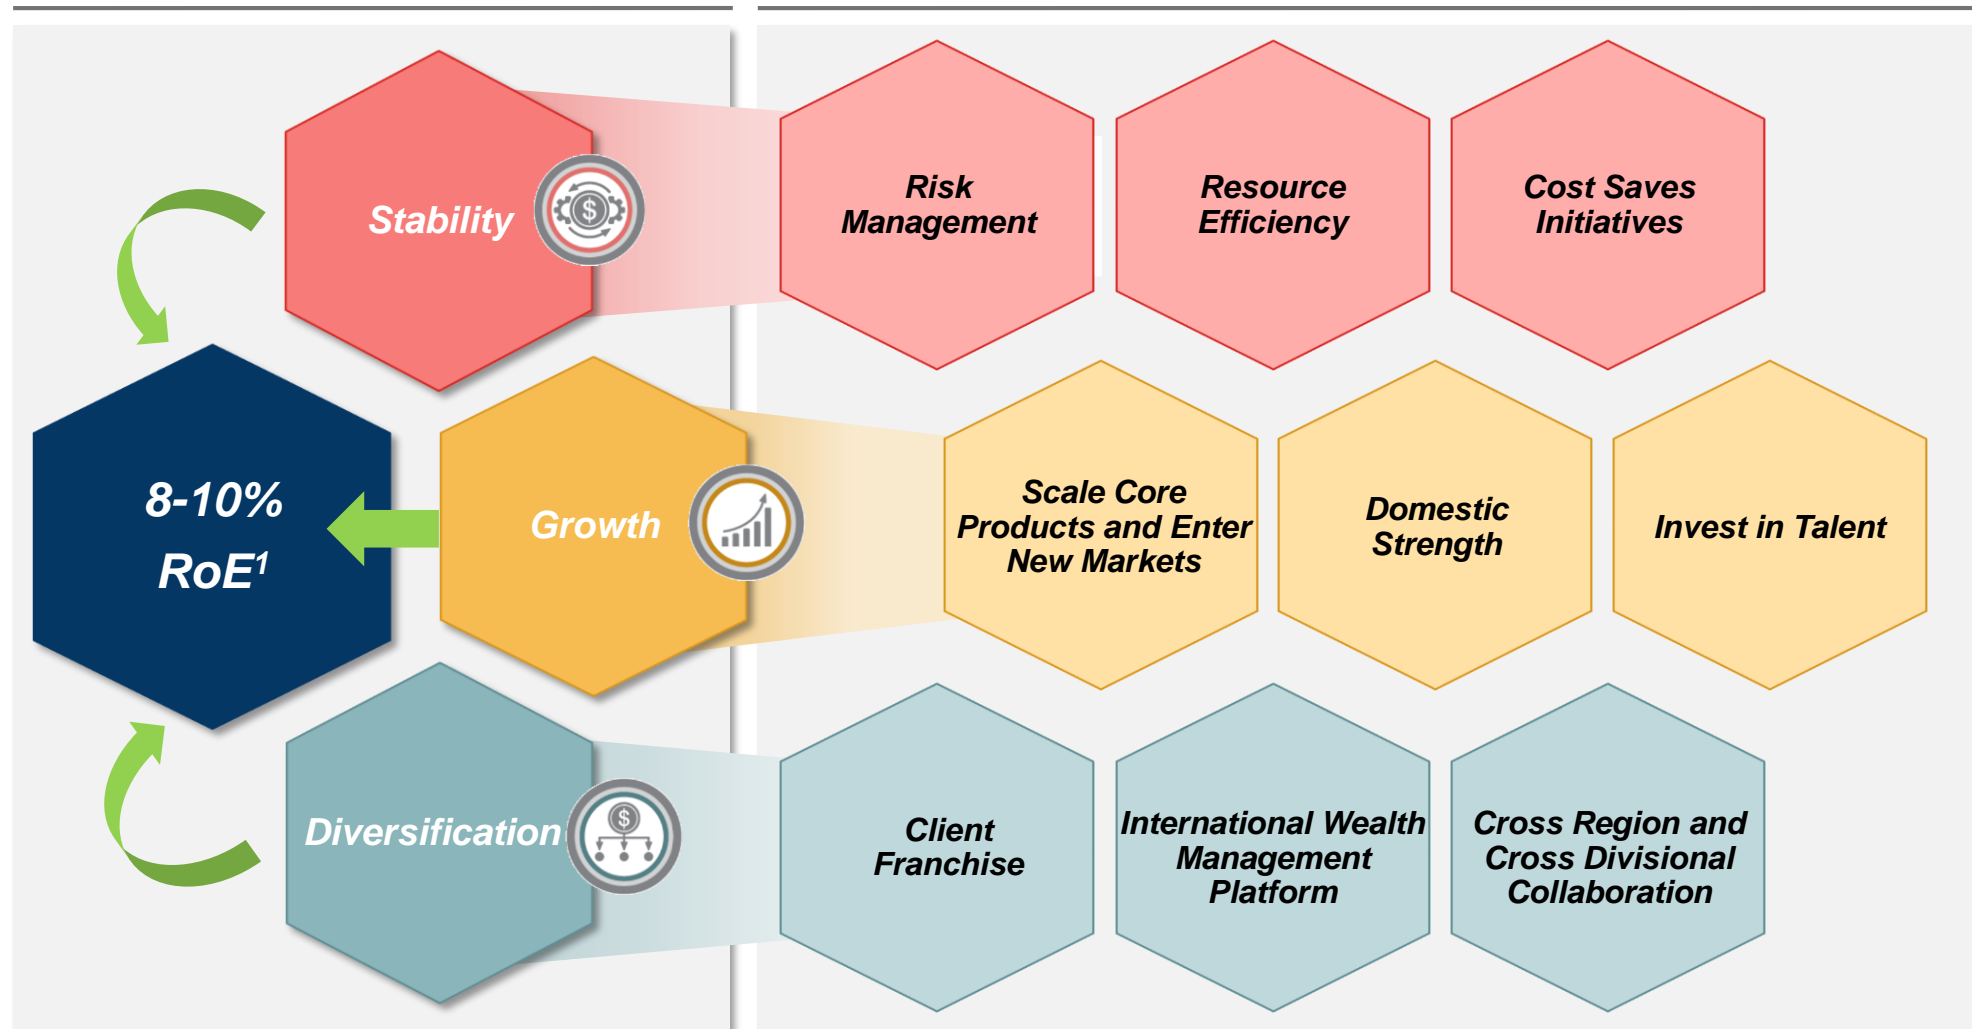 Stability
Risk
Management
Resource
Efficiency
Cost Saves
Initiatives
8-10%
RoE¹
Growth
Scale Core
Products and Enter
New Markets
Domestic
Strength
Invest in Talent
Diversification
$
Client
Franchise
International Wealth
Management
Platform
Cross Region and
Cross Divisional
Collaboration
$